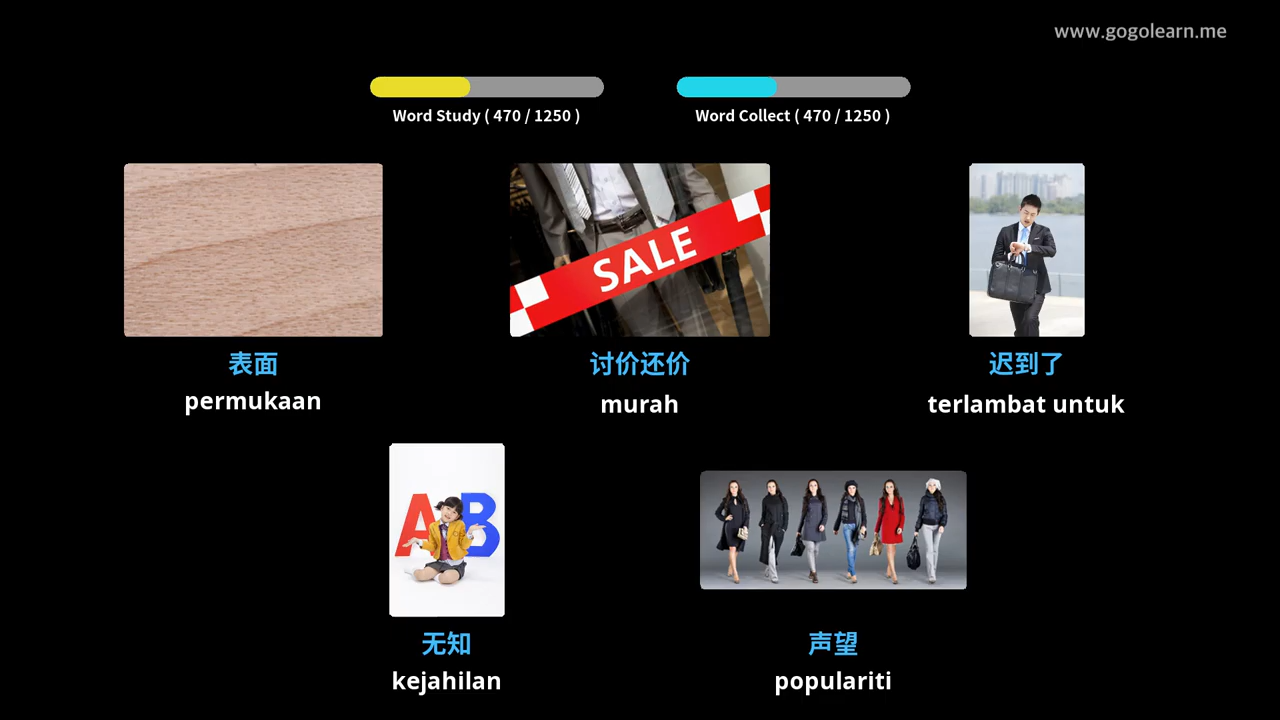 www.gogolearn.me
Word Study ( 470 / 1250 )
Word Collect ( 470 / 1250 )
SALE
表面
permukaan
讨价还价
murah
迟到了
terlambat untuk
A B
无知
kejahilan
声望
populariti